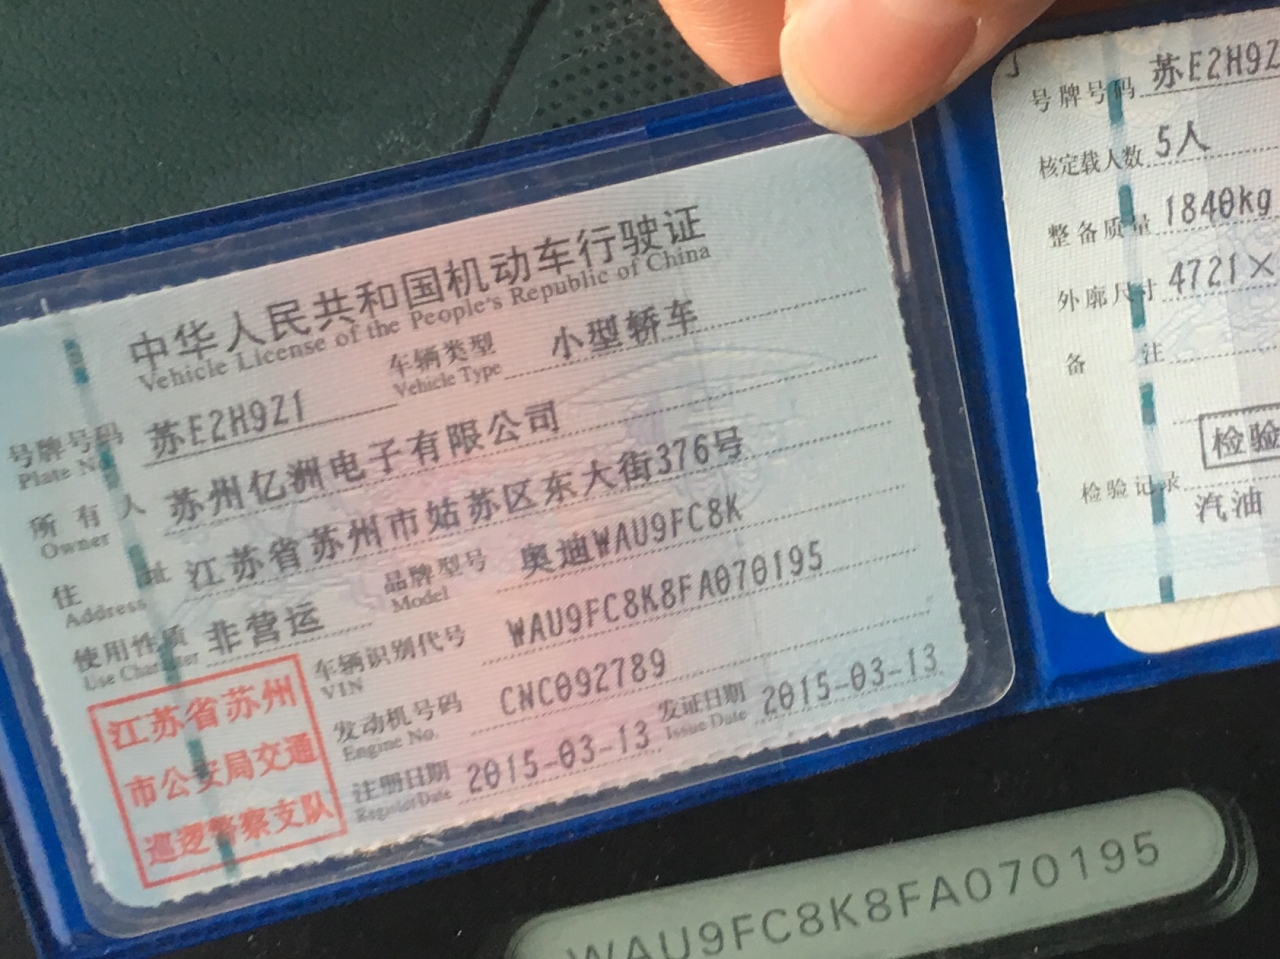 中华人民共和国机动车行驶证
Vehicle License of the People's Republic of China
号牌号码 苏E2H9Z1 车辆类型 小型轿车
Plate No. Vehicle Type
所有人 苏州亿洲电子有限公司
Owner
住址 江苏省苏州市姑苏区东大街376号
Address
使用性质 非营运 品牌型号 奥迪WAU9FC8K
Use Character Model
车辆识别代号 WAU9FC8K8FA070195
VIN
发动机号码 CNC092789
Engine No.
注册日期 2015-03-13 发证日期 2015-03-13
Register Date Issue Date
江苏省苏州
市公安局交通
巡逻警察支队
号牌号码 苏E2H9Z
核定载人数 5人
整备质量 1840kg
外廓尺寸 4721×
备注
检验
检验记录
汽油
WAU9FC8K8FA070195